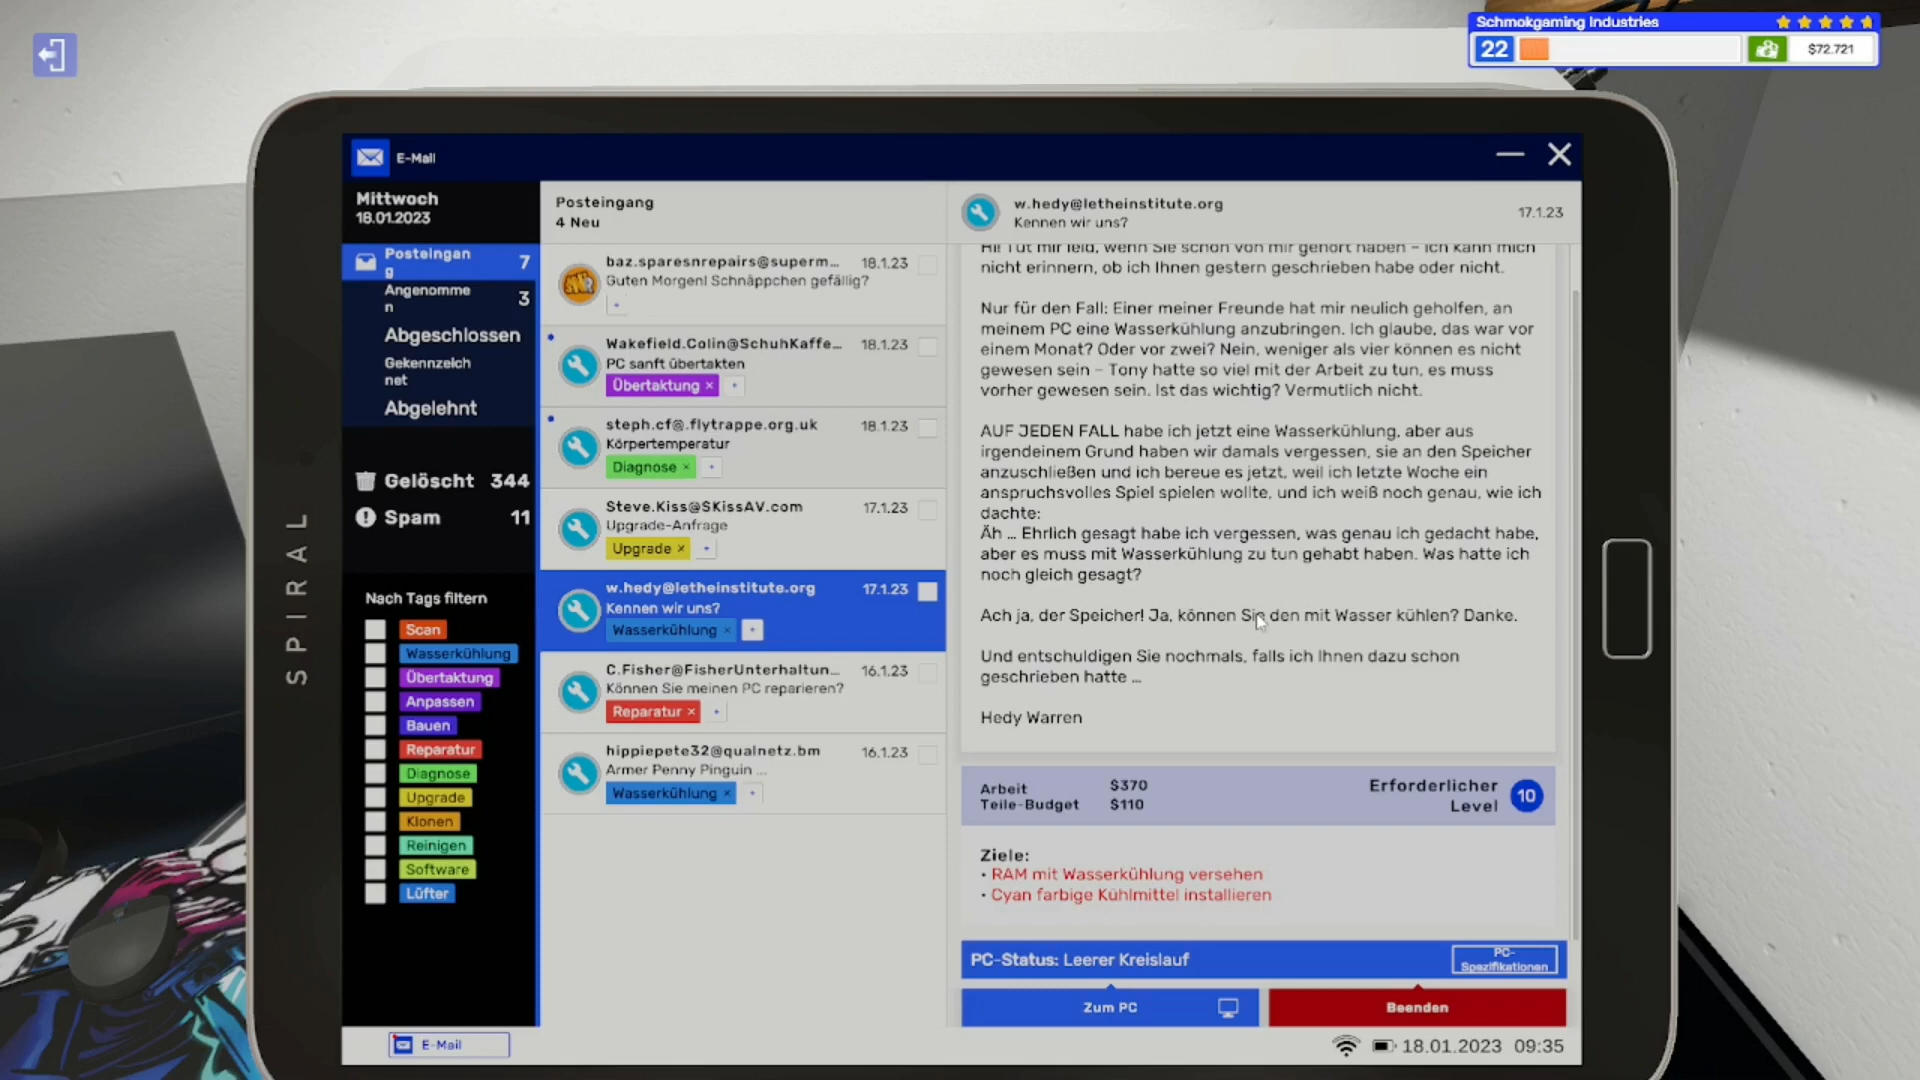 Schmokgaming Industries
22
$72.721
SPIRAL
E-Mail
Mittwoch
18.01.2023
Posteingan
g
7
Angenomme
n
3
Abgeschlossen
Gekennzeich
net
Abgelehnt
Gelöscht 344
Spam 11
Nach Tags filtern
Scan
Wasserkühlung
Übertaktung
Anpassen
Bauen
Reparatur
Diagnose
Upgrade
Klonen
Reinigen
Software
Lüfter
Posteingang
4 Neu
baz.sparesnrepairs@superm... 18.1.23
Guten Morgen! Schnäppchen gefällig?
+
Wakefield.Colin@SchuhKaffe... 18.1.23
PC sanft übertakten
Übertaktung × +
steph.cf@.flytrappe.org.uk 18.1.23
Körpertemperatur
Diagnose × +
Steve.Kiss@SKissAV.com 17.1.23
Upgrade-Anfrage
Upgrade × +
w.hedy@letheinstitute.org 17.1.23
Kennen wir uns?
Wasserkühlung × +
C.Fisher@FisherUnterhaltun... 16.1.23
Können Sie meinen PC reparieren?
Reparatur × +
hippiepete32@qualnetz.bm 16.1.23
Armer Penny Pinguin ...
Wasserkühlung × +
w.hedy@letheinstitute.org
Kennen wir uns?
17.1.23
Hi! Tut mir leid, wenn Sie schon von mir gehört haben – ich kann mich
nicht erinnern, ob ich Ihnen gestern geschrieben habe oder nicht.
Nur für den Fall: Einer meiner Freunde hat mir neulich geholfen, an
meinem PC eine Wasserkühlung anzubringen. Ich glaube, das war vor
einem Monat? Oder vor zwei? Nein, weniger als vier können es nicht
gewesen sein – Tony hatte so viel mit der Arbeit zu tun, es muss
vorher gewesen sein. Ist das wichtig? Vermutlich nicht.
AUF JEDEN FALL habe ich jetzt eine Wasserkühlung, aber aus
irgendeinem Grund haben wir damals vergessen, sie an den Speicher
anzuschließen und ich bereue es jetzt, weil ich letzte Woche ein
anspruchsvolles Spiel spielen wollte, und ich weiß noch genau, wie ich
dachte:
Äh ... Ehrlich gesagt habe ich vergessen, was genau ich gedacht habe,
aber es muss mit Wasserkühlung zu tun gehabt haben. Was hatte ich
noch gleich gesagt?
Ach ja, der Speicher! Ja, können Sie den mit Wasser kühlen? Danke.
Und entschuldigen Sie nochmals, falls ich Ihnen dazu schon
geschrieben hatte ...
Hedy Warren
Arbeit $370
Teile-Budget $110
Erforderlicher
Level
10
Ziele:
• RAM mit Wasserkühlung versehen
• Cyan farbige Kühlmittel installieren
PC-Status: Leerer Kreislauf
PC-
Spezifikationen
Zum PC
Beenden
E-Mail
18.01.2023 09:35